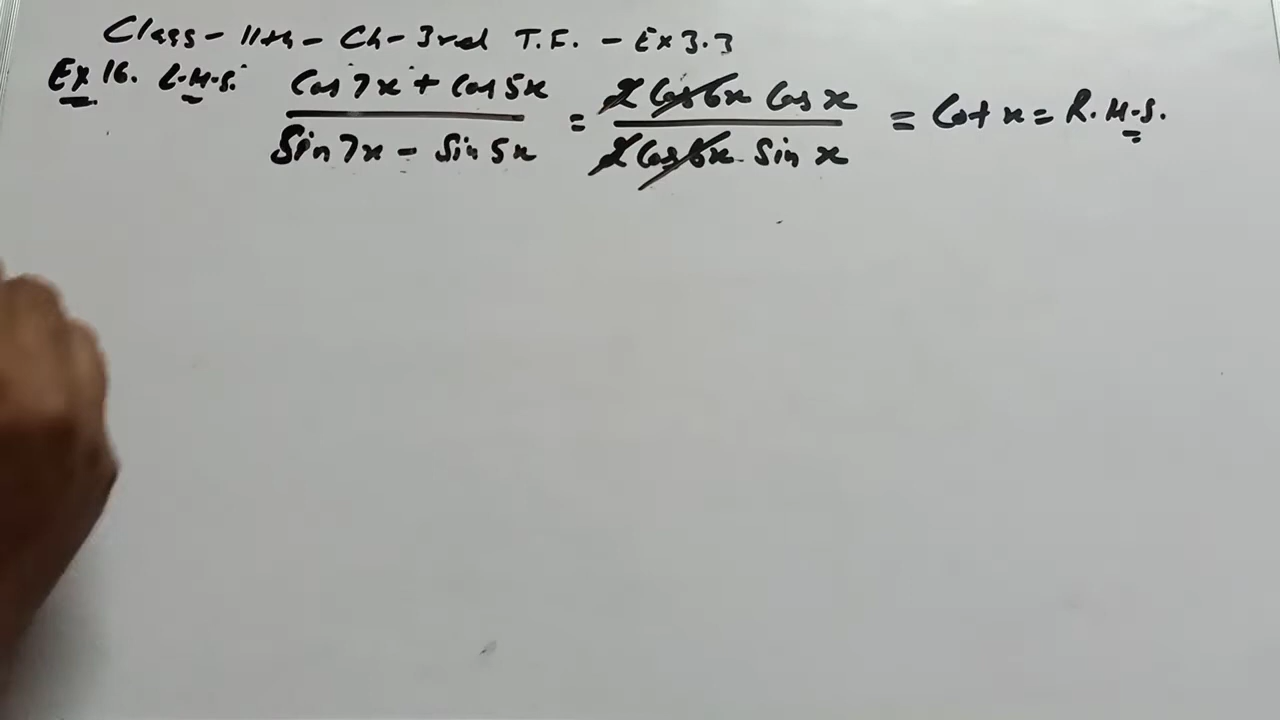 Class - 11th - Ch - 3rd T.F. - Ex 3.3
Ex 16. L.H.S. (Cos 7x + Cos 5x)/(Sin 7x - Sin 5x) = (2 Cos 6x Cos x)/(2 Cos 6x. Sin x) = Cot x = R.H.S.